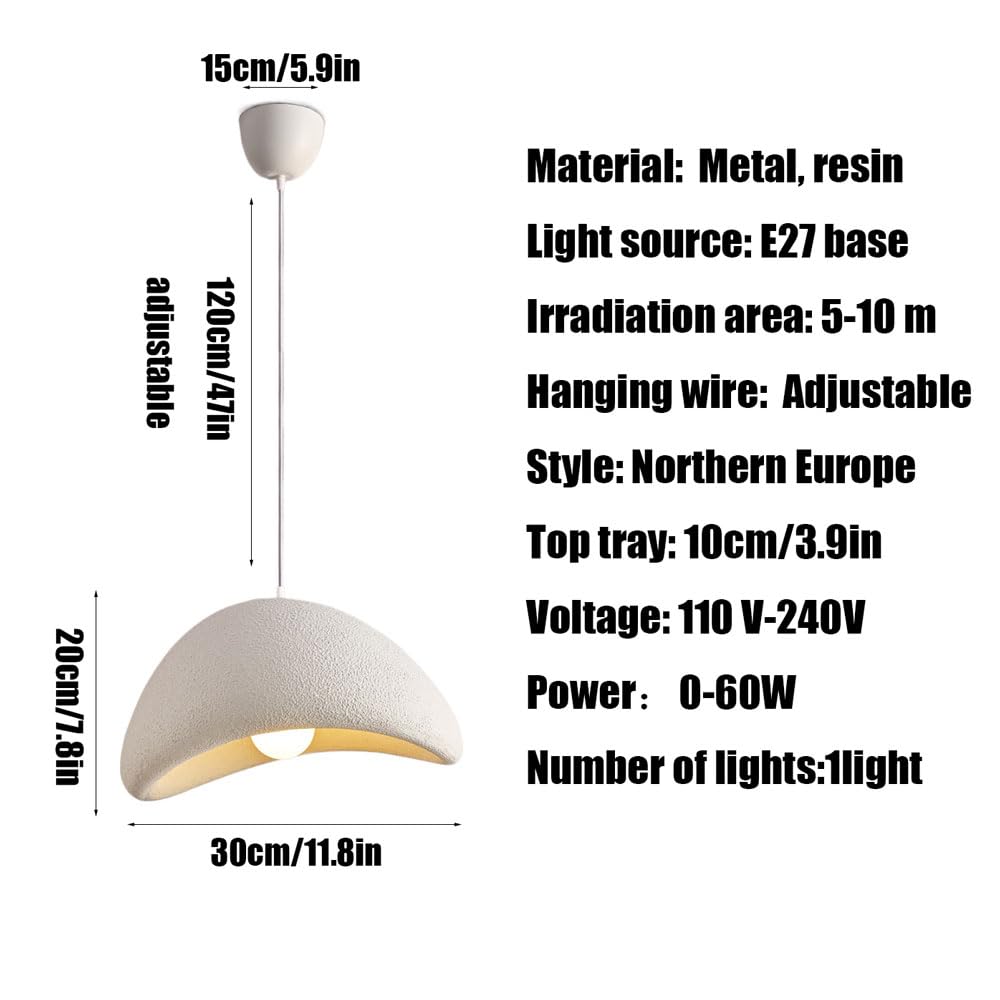 15cm/5.9in
120cm/47in
adjustable
20cm/7.8in
30cm/11.8in
Material: Metal, resin
Light source: E27 base
Irradiation area: 5-10 m
Hanging wire: Adjustable
Style: Northern Europe
Top tray: 10cm/3.9in
Voltage: 110 V-240V
Power： 0-60W
Number of lights:1light